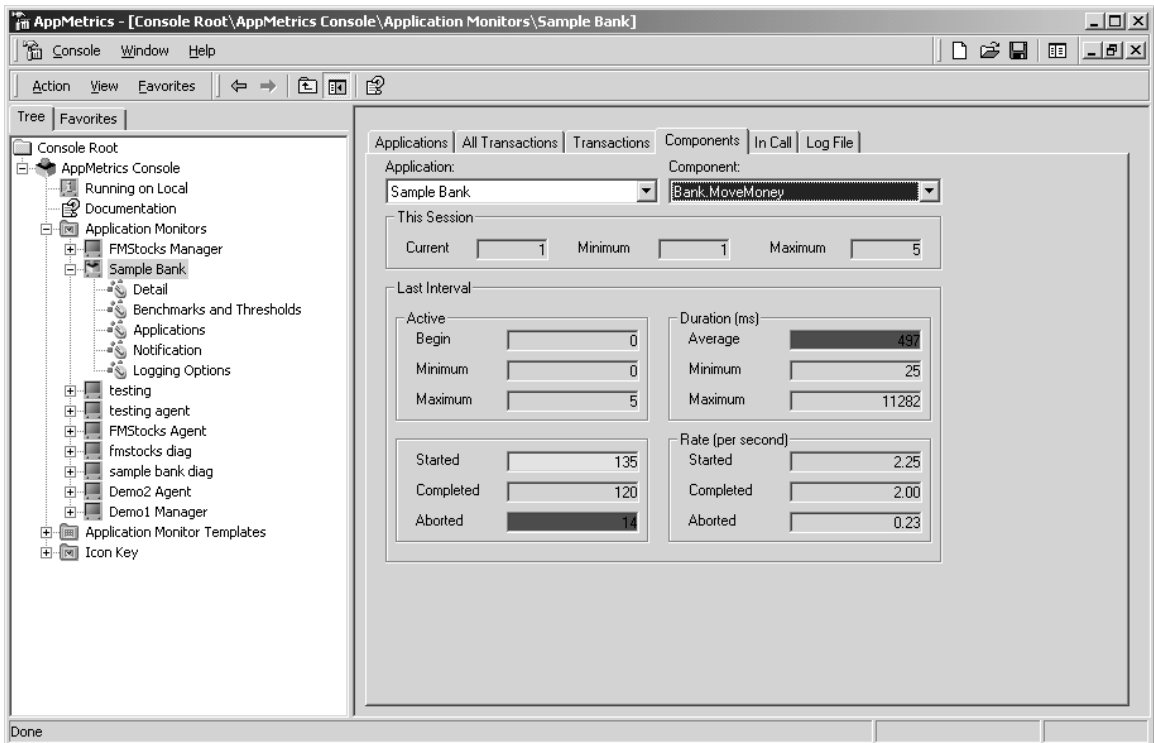 AppMetrics - [Console Root\AppMetrics Console\Application Monitors\Sample Bank]
Console Window Help
Action View Favorites
Tree Favorites
Console Root
AppMetrics Console
Running on Local
Documentation
Application Monitors
FMStocks Manager
Sample Bank
Detail
Benchmarks and Thresholds
Applications
Notification
Logging Options
testing
testing agent
FMStocks Agent
fmstocks diag
sample bank diag
Demo2 Agent
Demo1 Manager
Application Monitor Templates
Icon Key
Applications All Transactions Transactions Components In Call Log File
Application: Component:
Sample Bank Bank.MoveMoney
This Session
Current 1 Minimum 1 Maximum 5
Last Interval
Active
Begin 0
Minimum 0
Maximum 5
Duration (ms)
Average 497
Minimum 25
Maximum 11282
Started 135
Completed 120
Aborted 14
Rate (per second)
Started 2.25
Completed 2.00
Aborted 0.23
Done